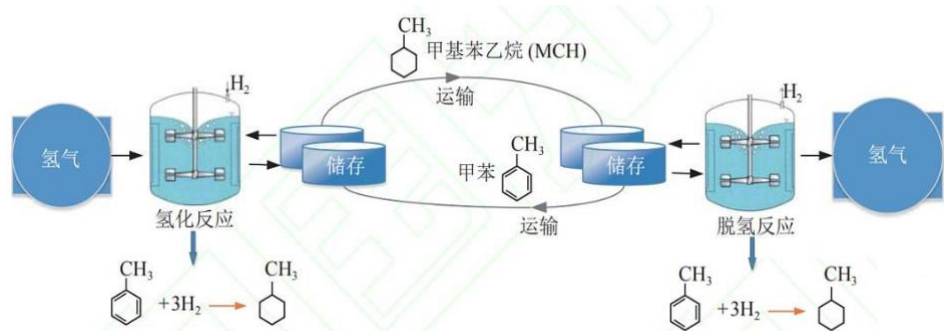 CH₃
甲基苯乙烷 (MCH)
运输
H₂
H₂
氢气
储存
甲苯
CH₃
储存
氢气
氢化反应
运输
脱氢反应
CH₃
+3H₂
CH₃
CH₃
+3H₂
CH₃